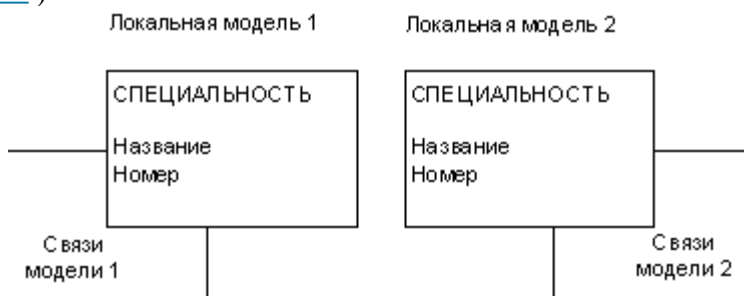 )
Локальная модель 1
Локальная модель 2
СПЕЦИАЛЬНОСТЬ
Название
Номер
СПЕЦИАЛЬНОСТЬ
Название
Номер
Связи
модели 1
Связи
модели 2